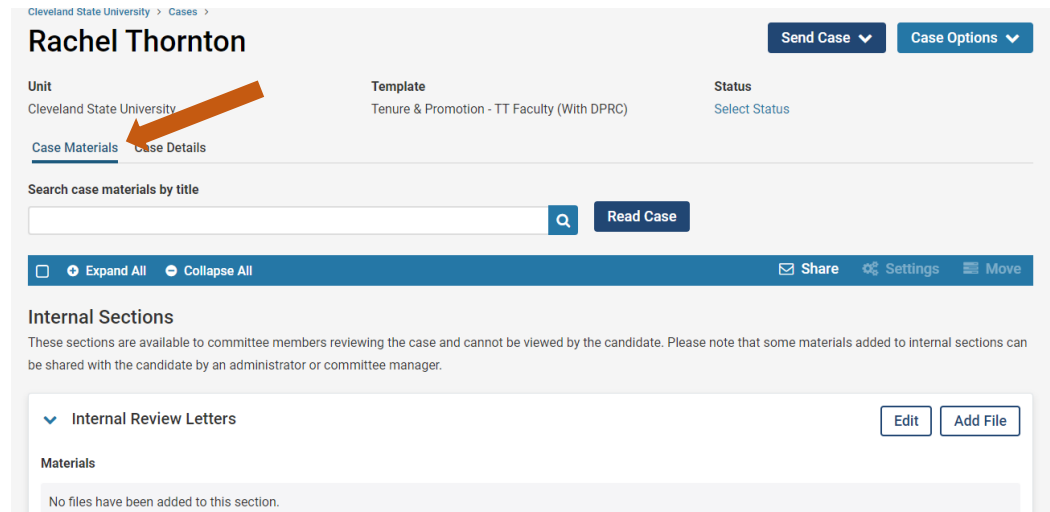 Cleveland State University > Cases >
Rachel Thornton
Send Case
Case Options
Unit
Template
Status
Cleveland State University
Tenure & Promotion - TT Faculty (With DPRC)
Select Status
Case Materials
Case Details
Search case materials by title
Read Case
Expand All
Collapse All
Share
Settings
Move
Internal Sections
These sections are available to committee members reviewing the case and cannot be viewed by the candidate. Please note that some materials added to internal sections can
be shared with the candidate by an administrator or committee manager.
Internal Review Letters
Edit
Add File
Materials
No files have been added to this section.